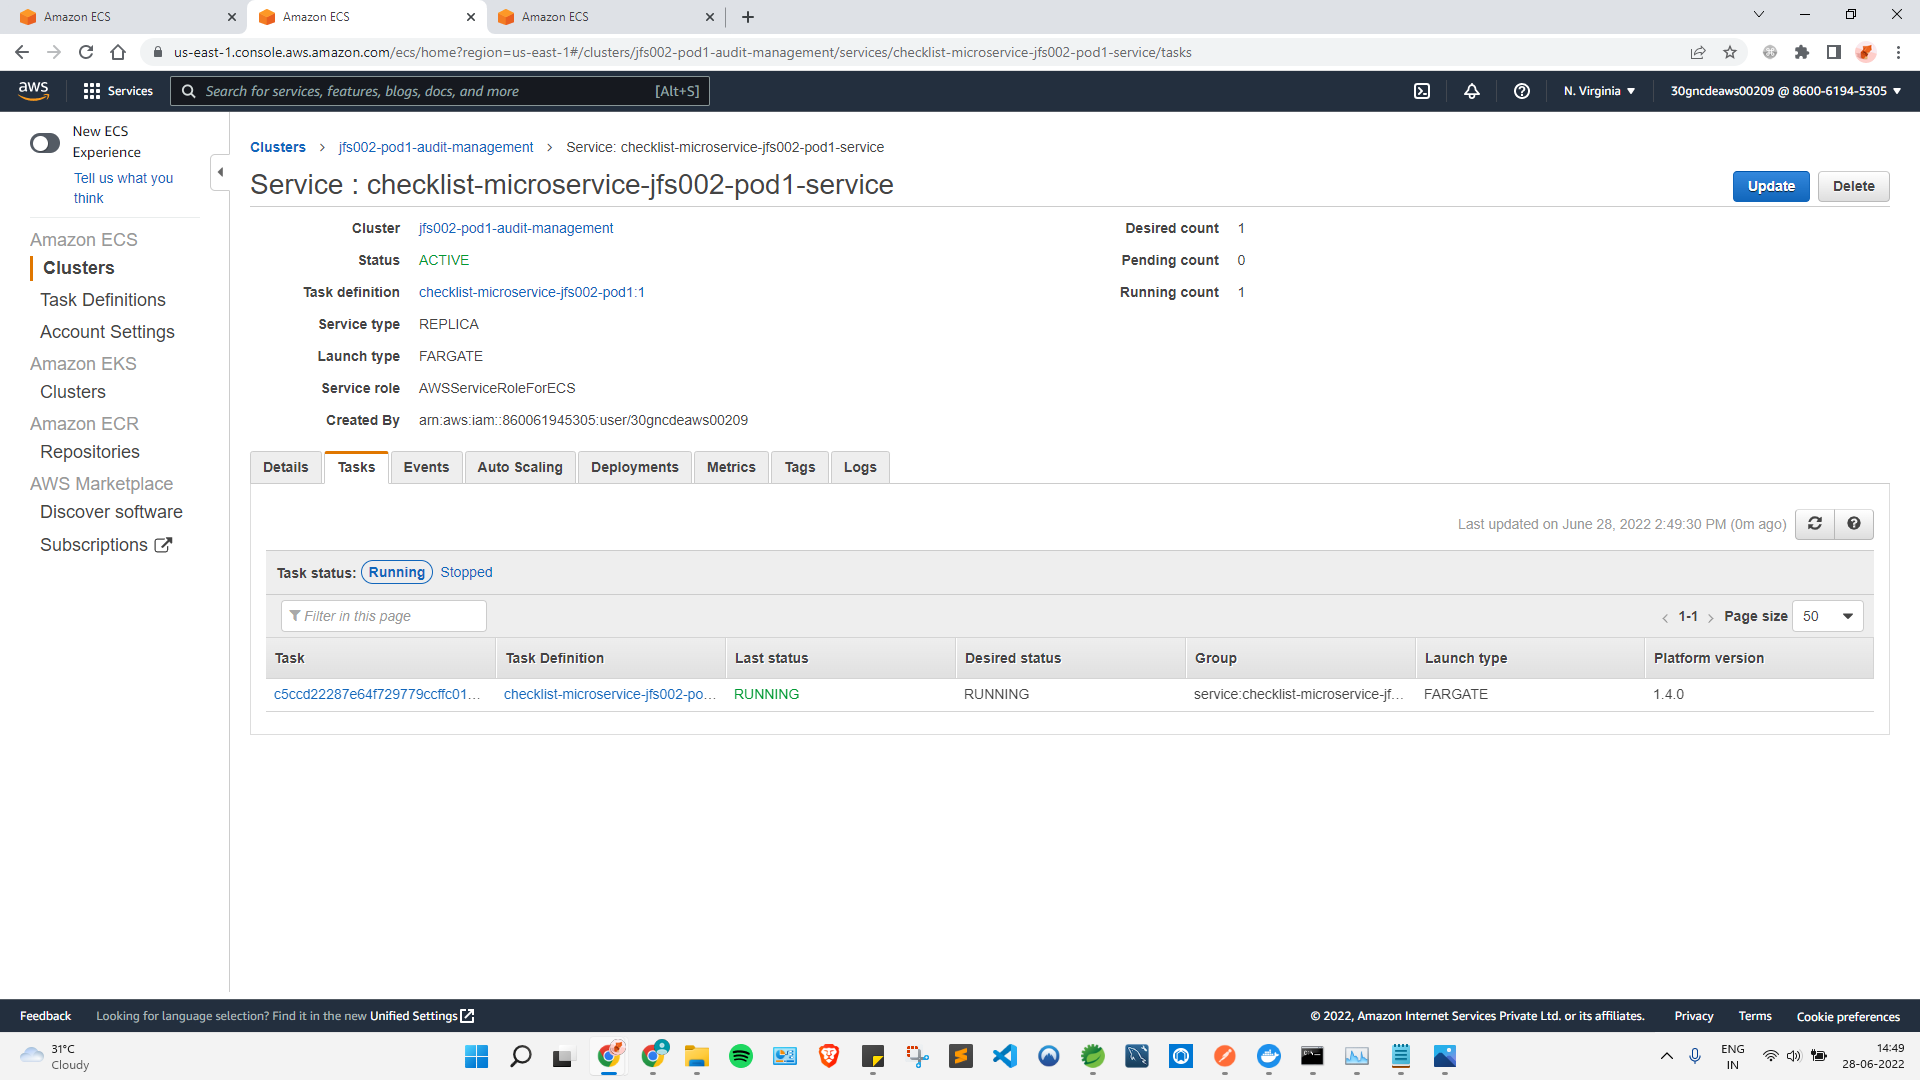 Amazon ECS
Amazon ECS
Amazon ECS
us-east-1.console.aws.amazon.com/ecs/home?region=us-east-1#/clusters/jfs002-pod1-audit-management/services/checklist-microservice-jfs002-pod1-service/tasks
aws
Services
Search for services, features, blogs, docs, and more
[Alt+S]
N. Virginia
30gncdeaws00209 @ 8600-6194-5305
New ECS
Experience
Tell us what you
think
Amazon ECS
Clusters
Task Definitions
Account Settings
Amazon EKS
Clusters
Amazon ECR
Repositories
AWS Marketplace
Discover software
Subscriptions
Clusters
jfs002-pod1-audit-management
Service: checklist-microservice-jfs002-pod1-service
Service : checklist-microservice-jfs002-pod1-service
Update
Delete
Cluster jfs002-pod1-audit-management
Status ACTIVE
Task definition checklist-microservice-jfs002-pod1:1
Service type REPLICA
Launch type FARGATE
Service role AWSServiceRoleForECS
Created By arn:aws:iam::860061945305:user/30gncdeaws00209
Desired count 1
Pending count 0
Running count 1
Details
Tasks
Events
Auto Scaling
Deployments
Metrics
Tags
Logs
Last updated on June 28, 2022 2:49:30 PM (0m ago)
Task status: Running Stopped
Filter in this page
1-1
Page size 50
Task Task Definition Last status Desired status Group Launch type Platform version
c5ccd22287e64f729779ccffc01... checklist-microservice-jfs002-po... RUNNING RUNNING service:checklist-microservice-jf... FARGATE 1.4.0
Feedback
Looking for language selection? Find it in the new Unified Settings
© 2022, Amazon Internet Services Private Ltd. or its affiliates.
Privacy
Terms
Cookie preferences
31°C
Cloudy
ENG
IN
14:49
28-06-2022